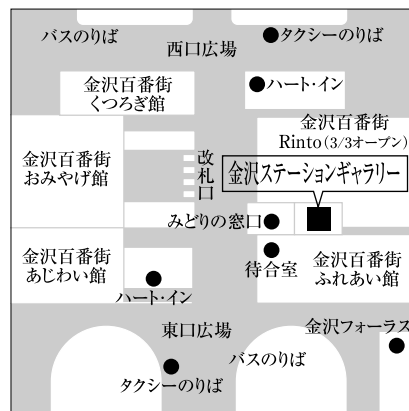 バスのりば
タクシーのりば
西口広場
金沢百番街
くつろぎ館
ハート・イン
金沢百番街
Rinto（3/3オープン）
金沢百番街
おみやげ館
改札口
金沢ステーションギャラリー
みどりの窓口
待合室
金沢百番街
あじわい館
金沢百番街
ふれあい館
ハート・イン
東口広場
金沢フォーラス
バスのりば
タクシーのりば